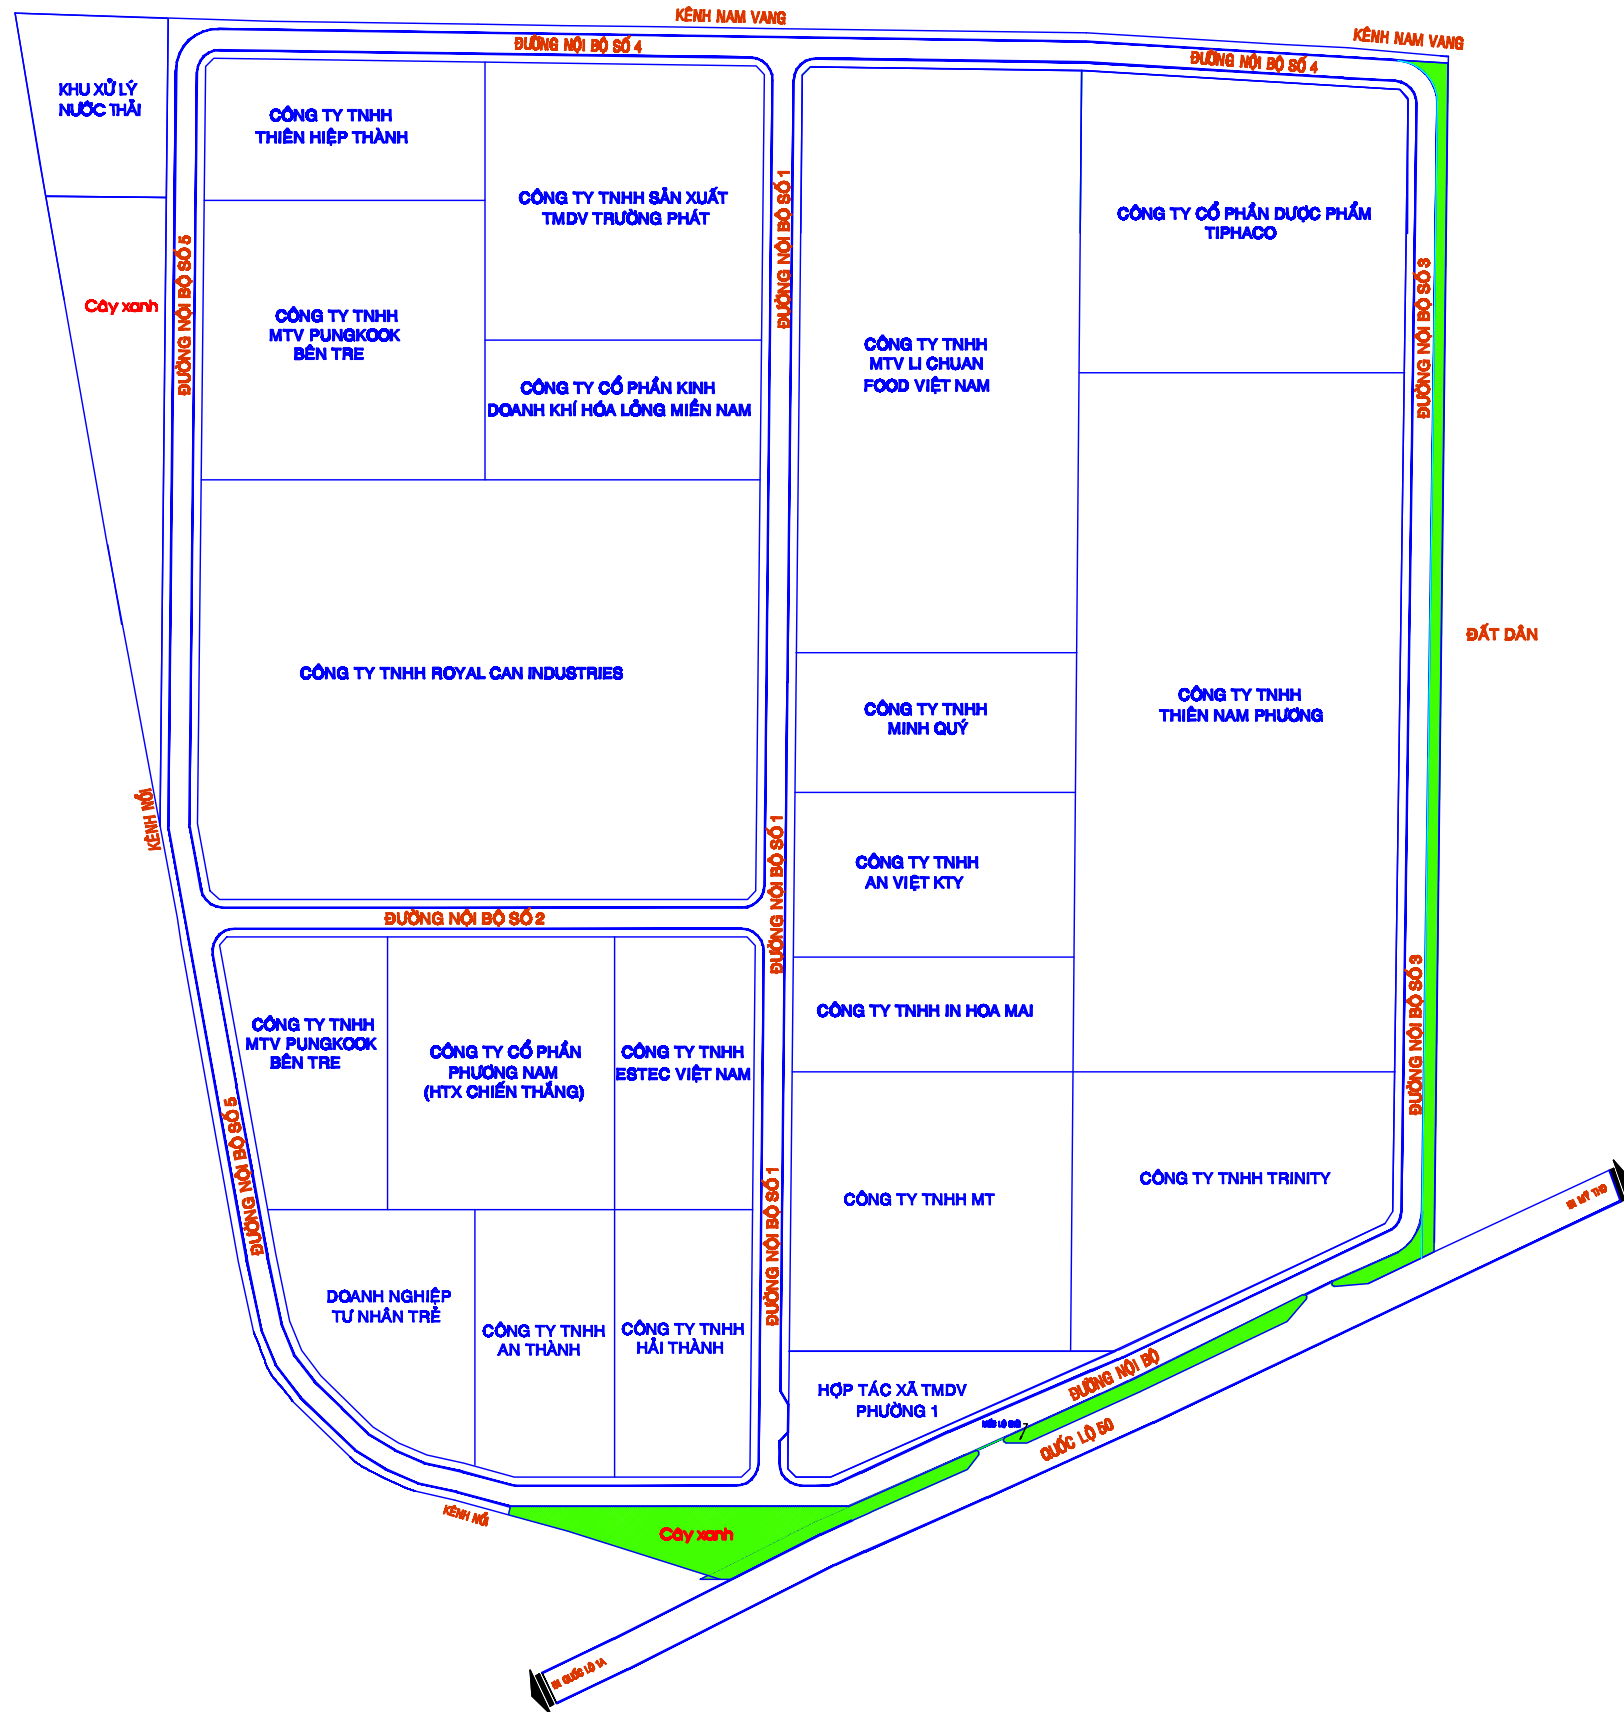 KÊNH NAM VANG
KÊNH NAM VANG
ĐƯỜNG NỘI BỘ SỐ 4
ĐƯỜNG NỘI BỘ SỐ 4
KHU XỬ LÝ
NƯỚC THẢI
CÔNG TY TNHH
THIÊN HIỆP THÀNH
CÔNG TY TNHH SẢN XUẤT
TMDV TRƯỜNG PHÁT
ĐƯỜNG NỘI BỘ SỐ 1
CÔNG TY CỔ PHẦN DƯỢC PHẨM
TIPHACO
ĐƯỜNG NỘI BỘ SỐ 5
Cây xanh
ĐƯỜNG NỘI BỘ SỐ 3
CÔNG TY TNHH
MTV PUNGKOOK
BẾN TRE
CÔNG TY TNHH
MTV LI CHUAN
FOOD VIỆT NAM
CÔNG TY CỔ PHẦN KINH
DOANH KHÍ HÓA LỎNG MIỀN NAM
ĐẤT DÂN
CÔNG TY TNHH ROYAL CAN INDUSTRIES
CÔNG TY TNHH
MINH QUÝ
CÔNG TY TNHH
THIÊN NAM PHƯƠNG
KÊNH NỘI
ĐƯỜNG NỘI BỘ SỐ 1
CÔNG TY TNHH
AN VIỆT KTY
ĐƯỜNG NỘI BỘ SỐ 2
CÔNG TY TNHH IN HOA MAI
ĐƯỜNG NỘI BỘ SỐ 3
CÔNG TY TNHH
MTV PUNGKOOK
BẾN TRE
CÔNG TY CỔ PHẦN
PHƯƠNG NAM
(HTX CHIẾN THẮNG)
CÔNG TY TNHH
ESTEC VIỆT NAM
ĐƯỜNG NỘI BỘ SỐ 5
ĐƯỜNG NỘI BỘ SỐ 1
CÔNG TY TNHH MT
CÔNG TY TNHH TRINITY
ĐI MỸ THO
DOANH NGHIỆP
TƯ NHÂN TRẺ
CÔNG TY TNHH
AN THÀNH
CÔNG TY TNHH
HẢI THÀNH
HỢP TÁC XÃ TMDV
PHƯỜNG 1
ĐƯỜNG NỘI BỘ
QUỐC LỘ 50
KÊNH NỔI
Cây xanh
ĐI QUỐC LỘ 1A